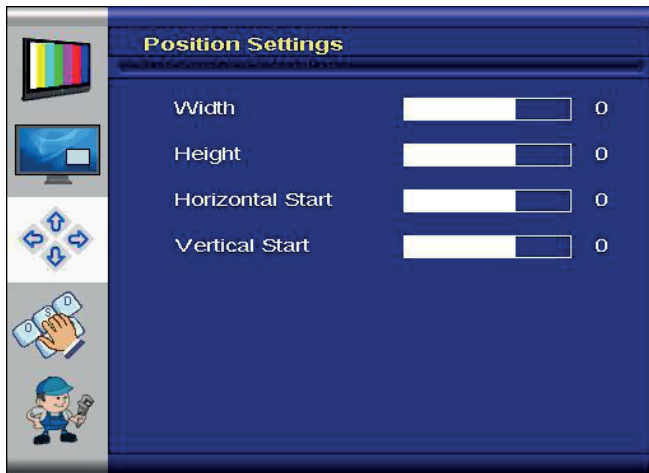 Position Settings
Width 0
Height 0
Horizontal Start 0
Vertical Start 0
O S D